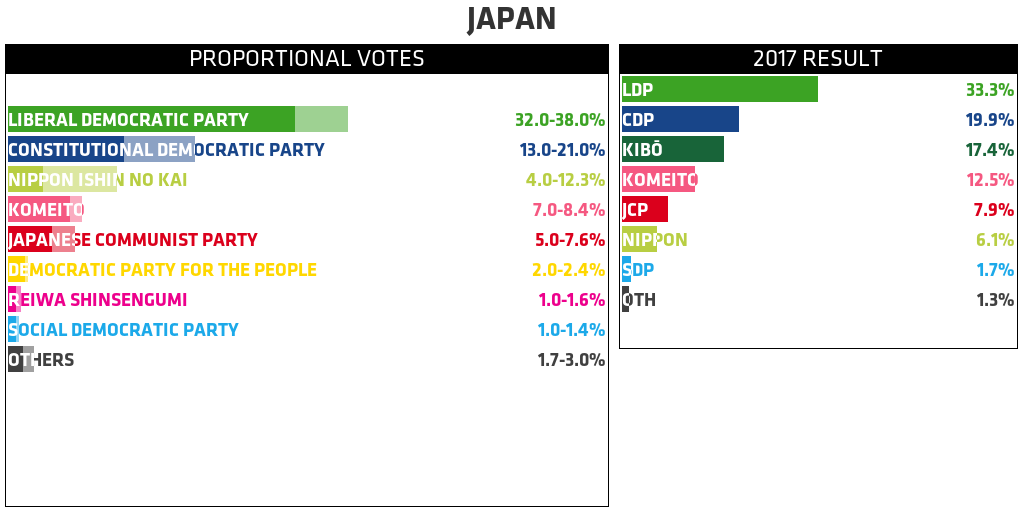 JAPAN
PROPORTIONAL VOTES
LIBERAL DEMOCRATIC PARTY 32.0-38.0%
CONSTITUTIONAL DEMOCRATIC PARTY 13.0-21.0%
NIPPON ISHIN NO KAI 4.0-12.3%
KOMEITO 7.0-8.4%
JAPANESE COMMUNIST PARTY 5.0-7.6%
DEMOCRATIC PARTY FOR THE PEOPLE 2.0-2.4%
REIWA SHINSENGUMI 1.0-1.6%
SOCIAL DEMOCRATIC PARTY 1.0-1.4%
OTHERS 1.7-3.0%
2017 RESULT
LDP 33.3%
CDP 19.9%
KIBŌ 17.4%
KOMEITO 12.5%
JCP 7.9%
NIPPON 6.1%
SDP 1.7%
OTH 1.3%